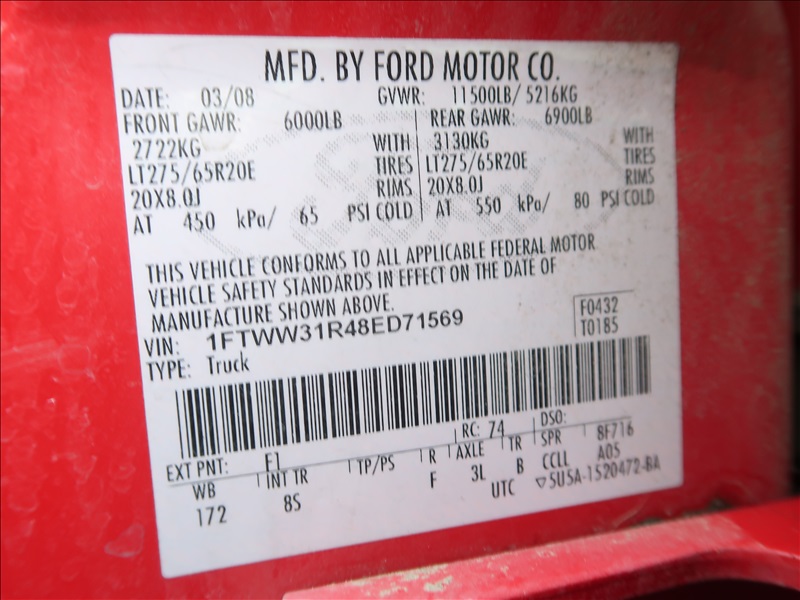 MFD. BY FORD MOTOR CO.
DATE: 03/08 GVWR: 11500LB/ 5216KG
FRONT GAWR: 6000LB REAR GAWR: 6900LB
2722KG WITH 3130KG WITH
LT275/65R20E TIRES LT275/65R20E TIRES
20X8.0J RIMS 20X8.0J RIMS
AT 450 kPa/ 65 PSI COLD AT 550 kPa/ 80 PSI COLD
THIS VEHICLE CONFORMS TO ALL APPLICABLE FEDERAL MOTOR
VEHICLE SAFETY STANDARDS IN EFFECT ON THE DATE OF
MANUFACTURE SHOWN ABOVE.
VIN: 1FTWW31R48ED71569
F0432
T0185
TYPE: Truck
EXT PNT: F1 RC: 74 DSO:
WB INT TR TP/PS R AXLE TR SPR 8F716
172 8S F 3L B CCLL A05
UTC ▽5U5A-1520472-BA